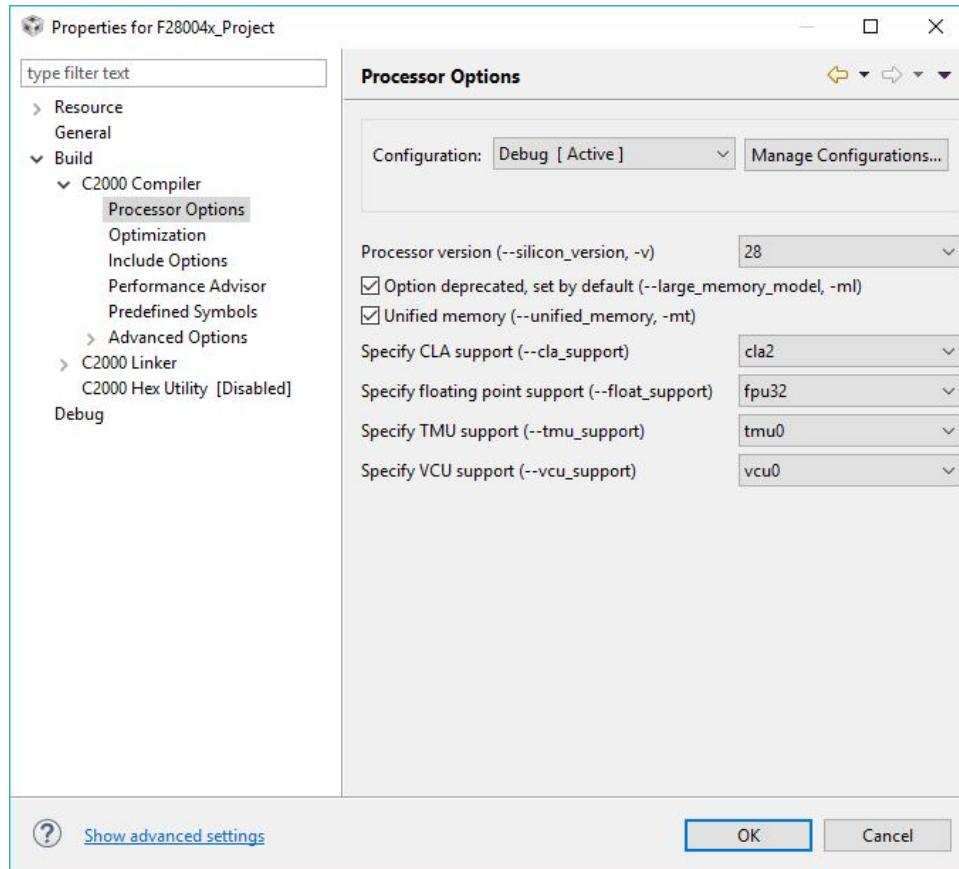 Properties for F28004x_Project
type filter text
Resource
General
Build
C2000 Compiler
Processor Options
Optimization
Include Options
Performance Advisor
Predefined Symbols
Advanced Options
C2000 Linker
C2000 Hex Utility [Disabled]
Debug
Processor Options
Configuration: Debug [ Active ] Manage Configurations...
Processor version (--silicon_version, -v) 28
Option deprecated, set by default (--large_memory_model, -ml)
Unified memory (--unified_memory, -mt)
Specify CLA support (--cla_support) cla2
Specify floating point support (--float_support) fpu32
Specify TMU support (--tmu_support) tmu0
Specify VCU support (--vcu_support) vcu0
? Show advanced settings OK Cancel